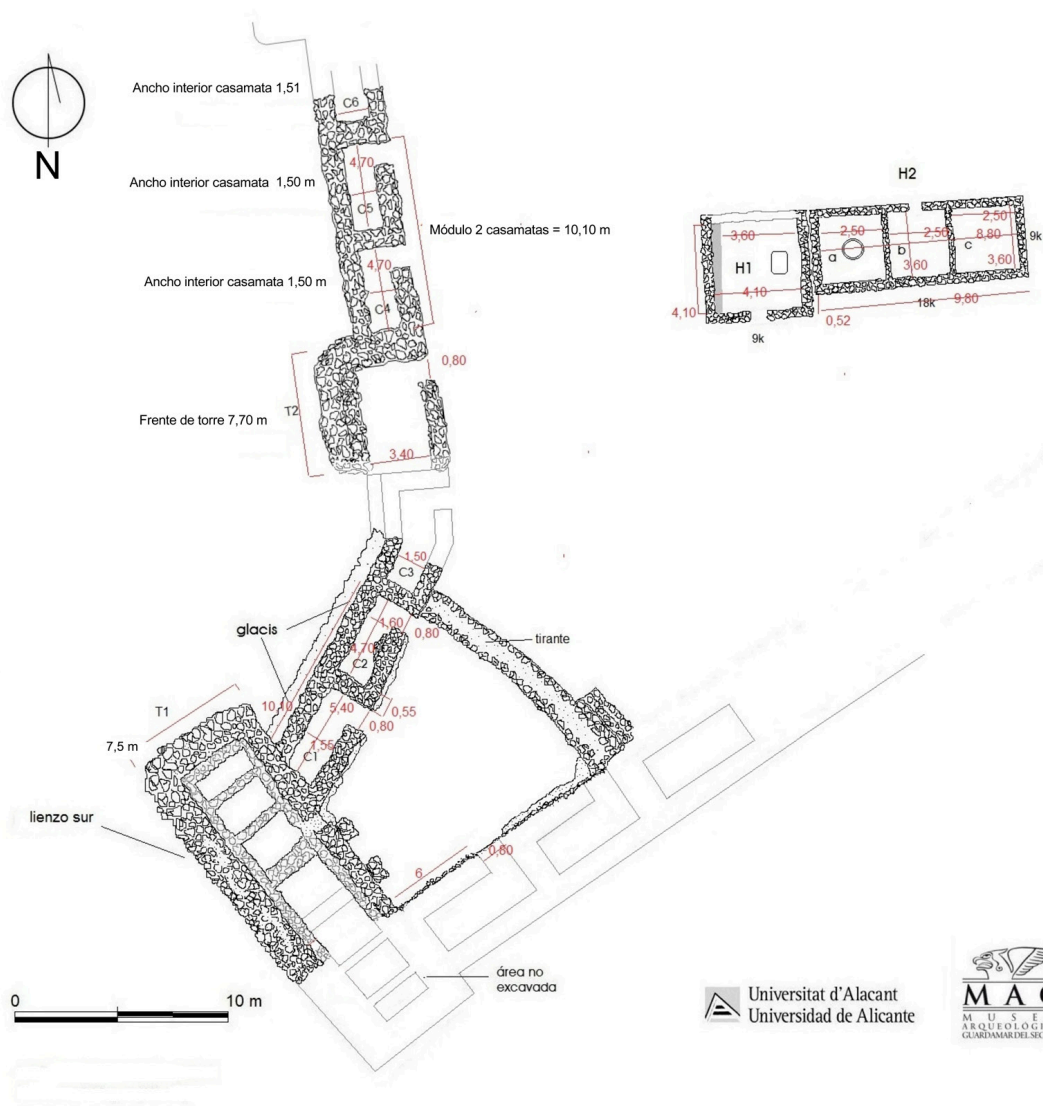 N
Ancho interior casamata 1,51
C6
4,70
Ancho interior casamata 1,50 m
C5
Módulo 2 casamatas = 10,10 m
4,70
Ancho interior casamata 1,50 m
C4
0,80
T2
Frente de torre 7,70 m
3,40
H2
3,60
H1
4,10
4,10
9k
2,50
a
2,50
b
3,60
2,50
8,80
c
3,60
9k
18k
9,80
0,52
1,50
C3
glacis
1,60
0,80
4,70
C2
tirante
10,10
5,40
0,55
0,80
1,55
C1
T1
7,5 m
lienzo sur
6
0,80
área no
excavada
0
10 m
Universitat d'Alacant
Universidad de Alicante
M A
M U S E
ARQUEOLÓGI
GUARDAMAR DEL SEG